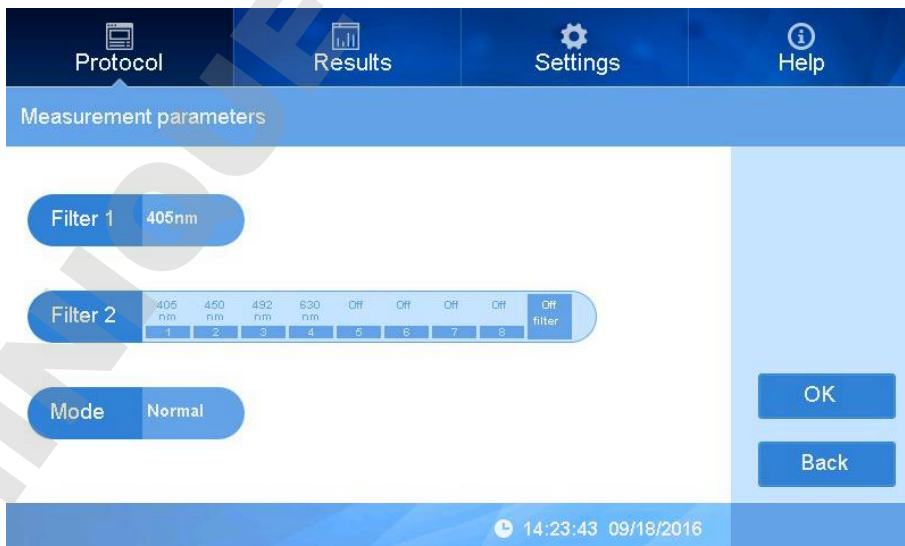 Protocol Results Settings Help
Measurement parameters
Filter 1 405nm
Filter 2 405 nm 1 450 nm 2 492 nm 3 630 nm 4 Off 5 Off 6 Off 7 Off 8 Off filter
Mode Normal
OK
Back
14:23:43 09/18/2016